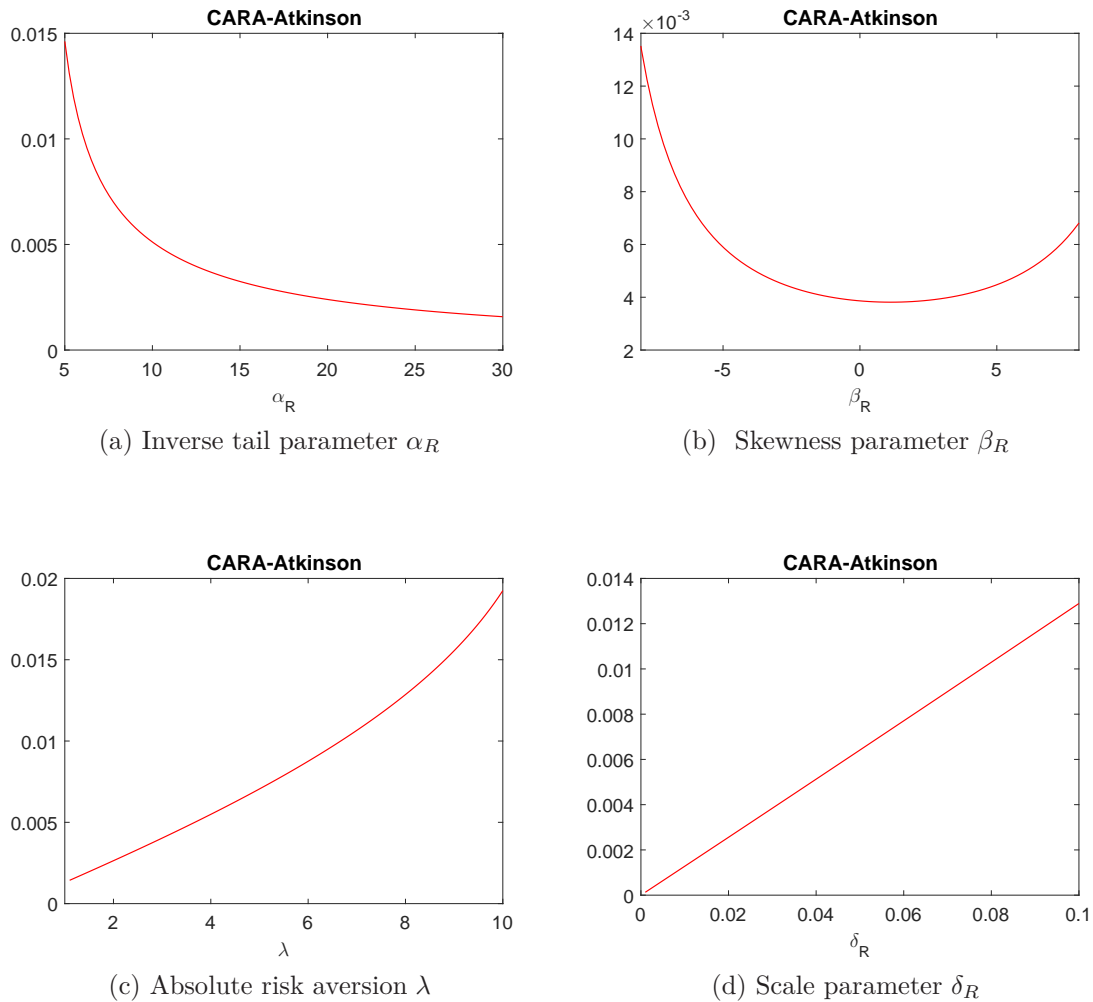 CARA-Atkinson
0.015
0.01
0.005
0
5 10 15 20 25 30
α_R
(a) Inverse tail parameter α_R
CARA-Atkinson
×10⁻³
14
12
10
8
6
4
2
-5 0 5
β_R
(b) Skewness parameter β_R
CARA-Atkinson
0.02
0.015
0.01
0.005
0
2 4 6 8 10
λ
(c) Absolute risk aversion λ
CARA-Atkinson
0.014
0.012
0.01
0.008
0.006
0.004
0.002
0
0 0.02 0.04 0.06 0.08 0.1
δ_R
(d) Scale parameter δ_R